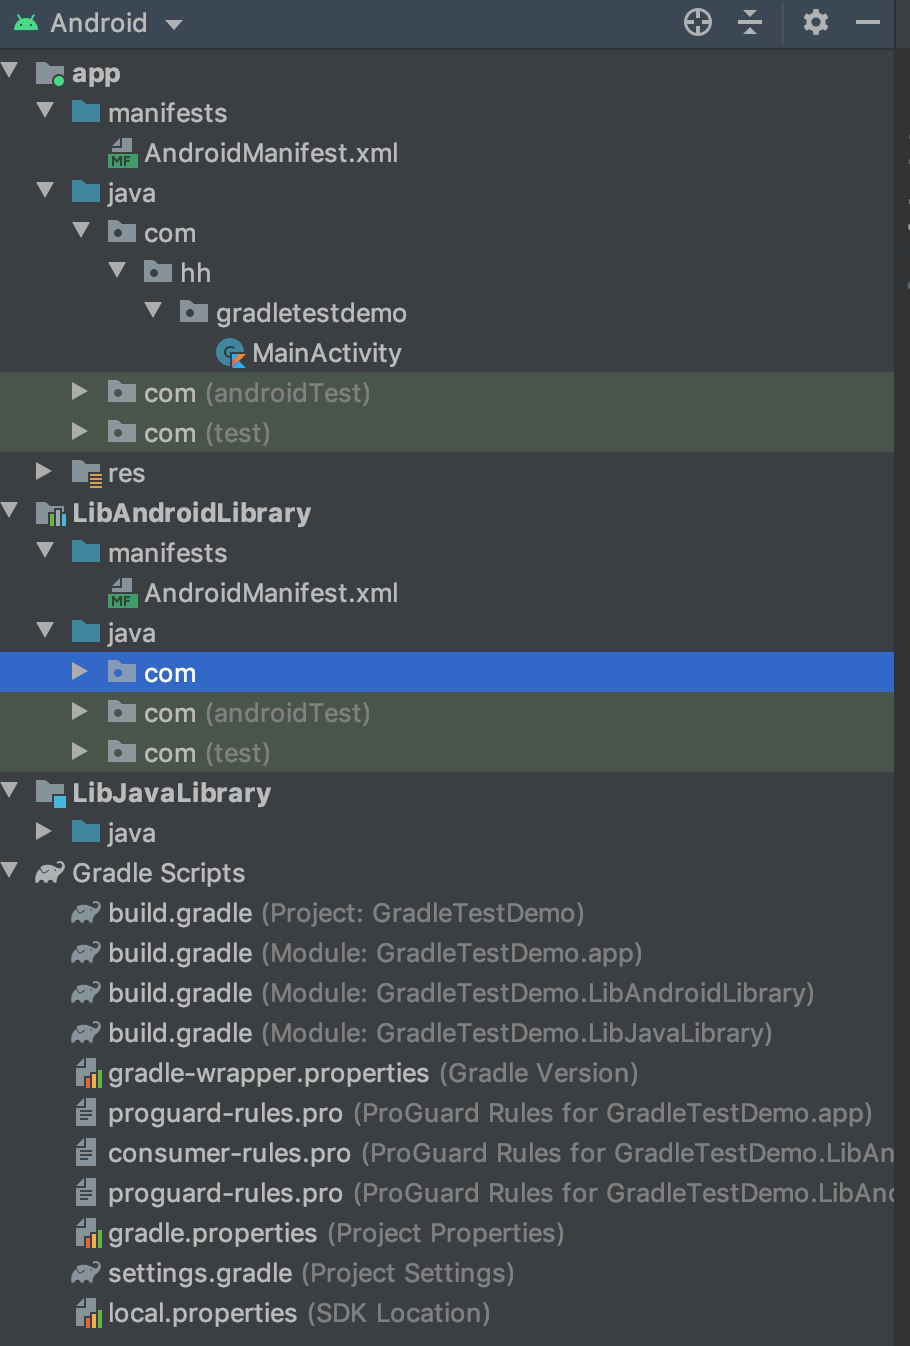 Android
app
manifests
MF AndroidManifest.xml
java
com
hh
gradletestdemo
MainActivity
com (androidTest)
com (test)
res
LibAndroidLibrary
manifests
MF AndroidManifest.xml
java
com
com (androidTest)
com (test)
LibJavaLibrary
java
Gradle Scripts
build.gradle (Project: GradleTestDemo)
build.gradle (Module: GradleTestDemo.app)
build.gradle (Module: GradleTestDemo.LibAndroidLibrary)
build.gradle (Module: GradleTestDemo.LibJavaLibrary)
gradle-wrapper.properties (Gradle Version)
proguard-rules.pro (ProGuard Rules for GradleTestDemo.app)
consumer-rules.pro (ProGuard Rules for GradleTestDemo.LibAn
proguard-rules.pro (ProGuard Rules for GradleTestDemo.LibAnd
gradle.properties (Project Properties)
settings.gradle (Project Settings)
local.properties (SDK Location)